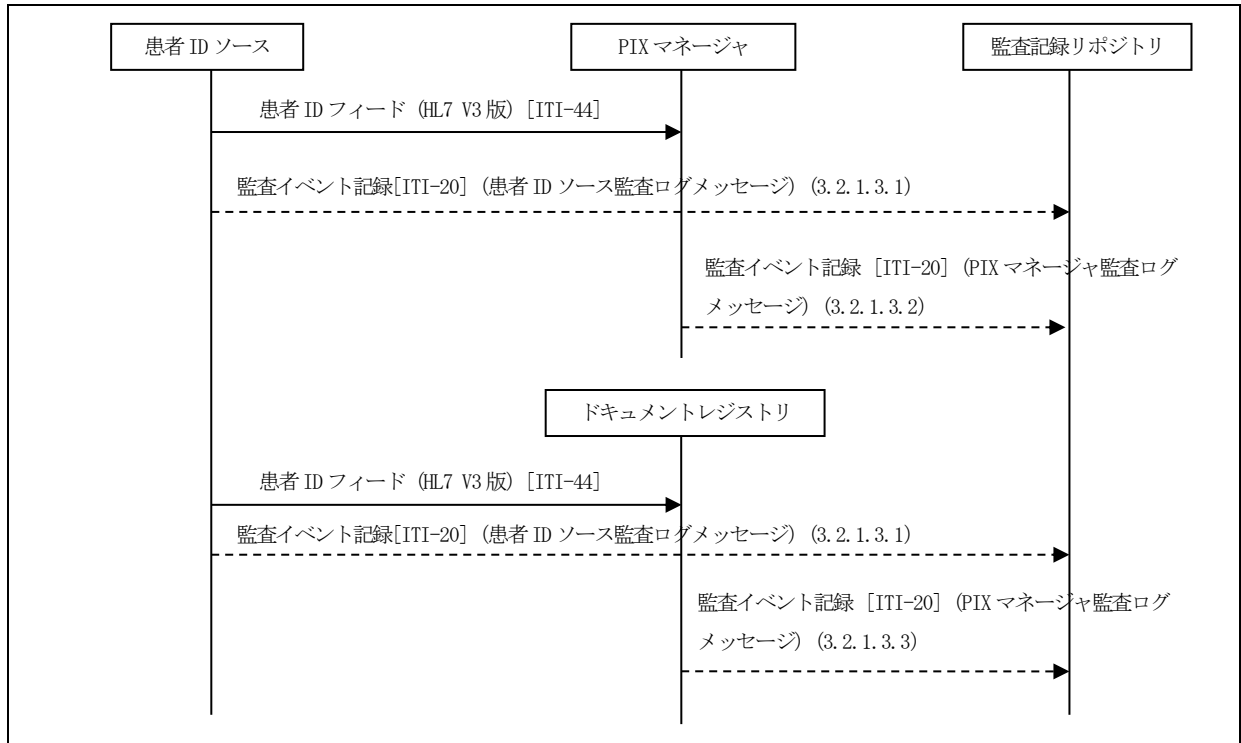 患者 ID ソース
PIX マネージャ
監査記録リポジトリ
患者 ID フィード (HL7 V3 版) [ITI-44]
監査イベント記録[ITI-20] (患者 ID ソース監査ログメッセージ) (3.2.1.3.1)
監査イベント記録 [ITI-20] (PIX マネージャ監査ログ
メッセージ) (3.2.1.3.2)
ドキュメントレジストリ
患者 ID フィード (HL7 V3 版) [ITI-44]
監査イベント記録[ITI-20] (患者 ID ソース監査ログメッセージ) (3.2.1.3.1)
監査イベント記録 [ITI-20] (PIX マネージャ監査ログ
メッセージ) (3.2.1.3.3)